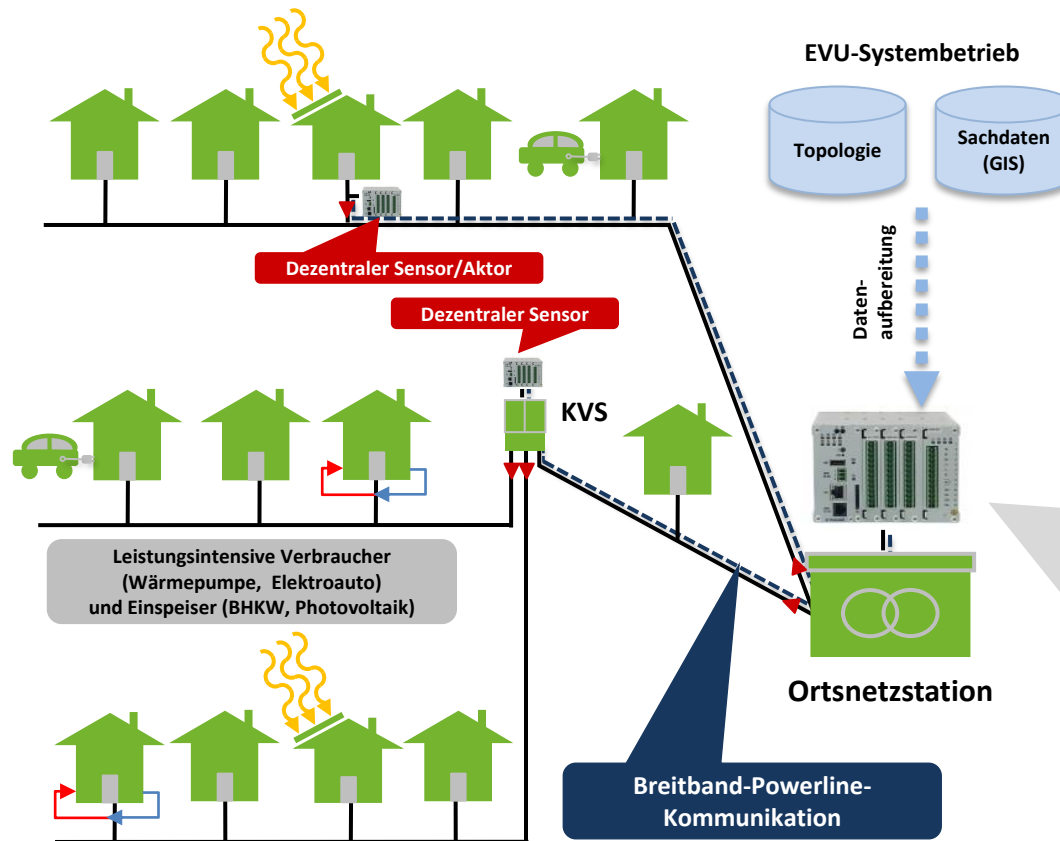 EVU-Systembetrieb
Topologie
Sachdaten
(GIS)
Daten-
aufbereitung
Dezentraler Sensor/Aktor
Dezentraler Sensor
KVS
Leistungsintensive Verbraucher
(Wärmepumpe, Elektroauto)
und Einspeiser (BHKW, Photovoltaik)
Ortsnetzstation
Breitband-Powerline-
Kommunikation